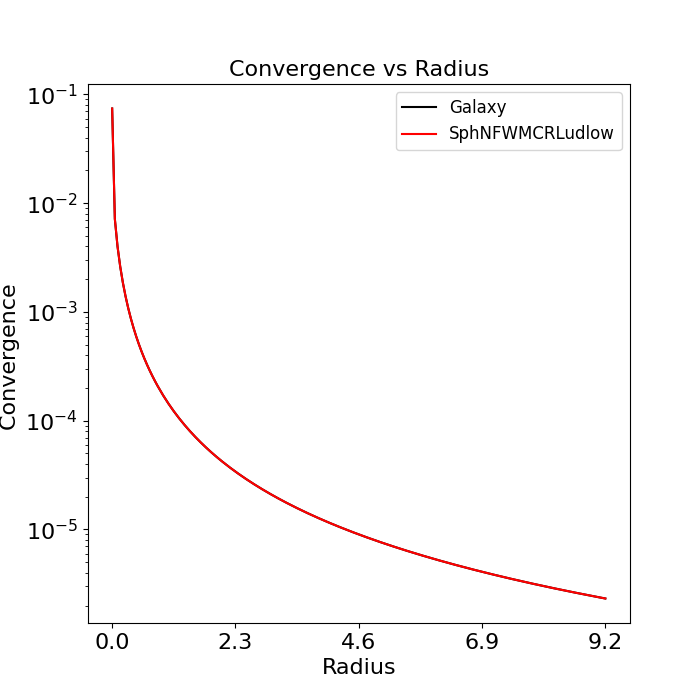 Convergence vs Radius
Galaxy
SphNFWMCRLudlow
Convergence
10⁻¹
10⁻²
10⁻³
10⁻⁴
10⁻⁵
0.0 2.3 4.6 6.9 9.2
Radius